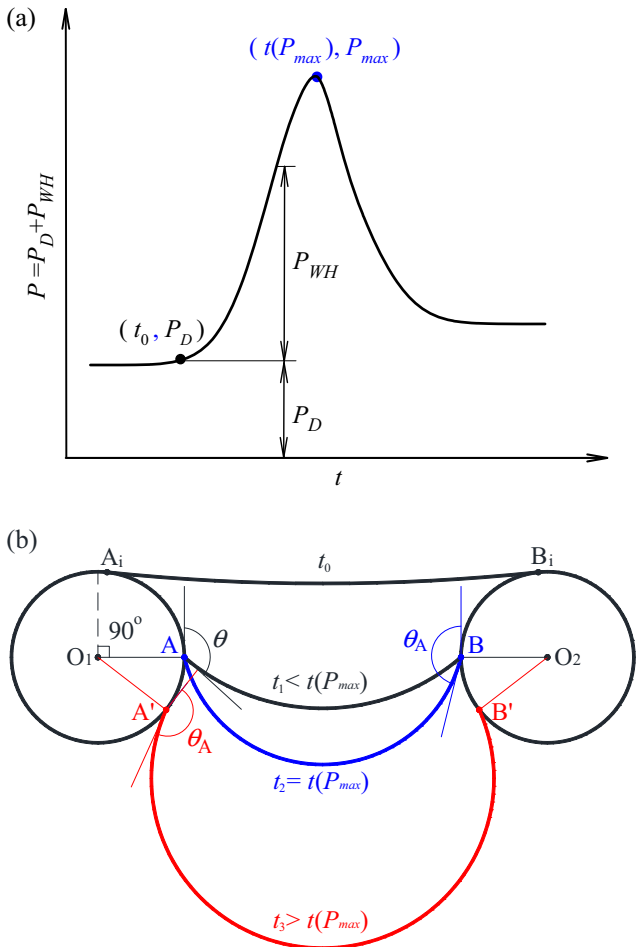 (a)
( t(Pmax), Pmax )
P = PD + PWH
PWH
( t0, PD )
PD
t
(b)
Ai
t0
Bi
90o
θ
θA
O1
A
B
O2
t1< t(Pmax)
A'
B'
θA
t2= t(Pmax)
t3> t(Pmax)